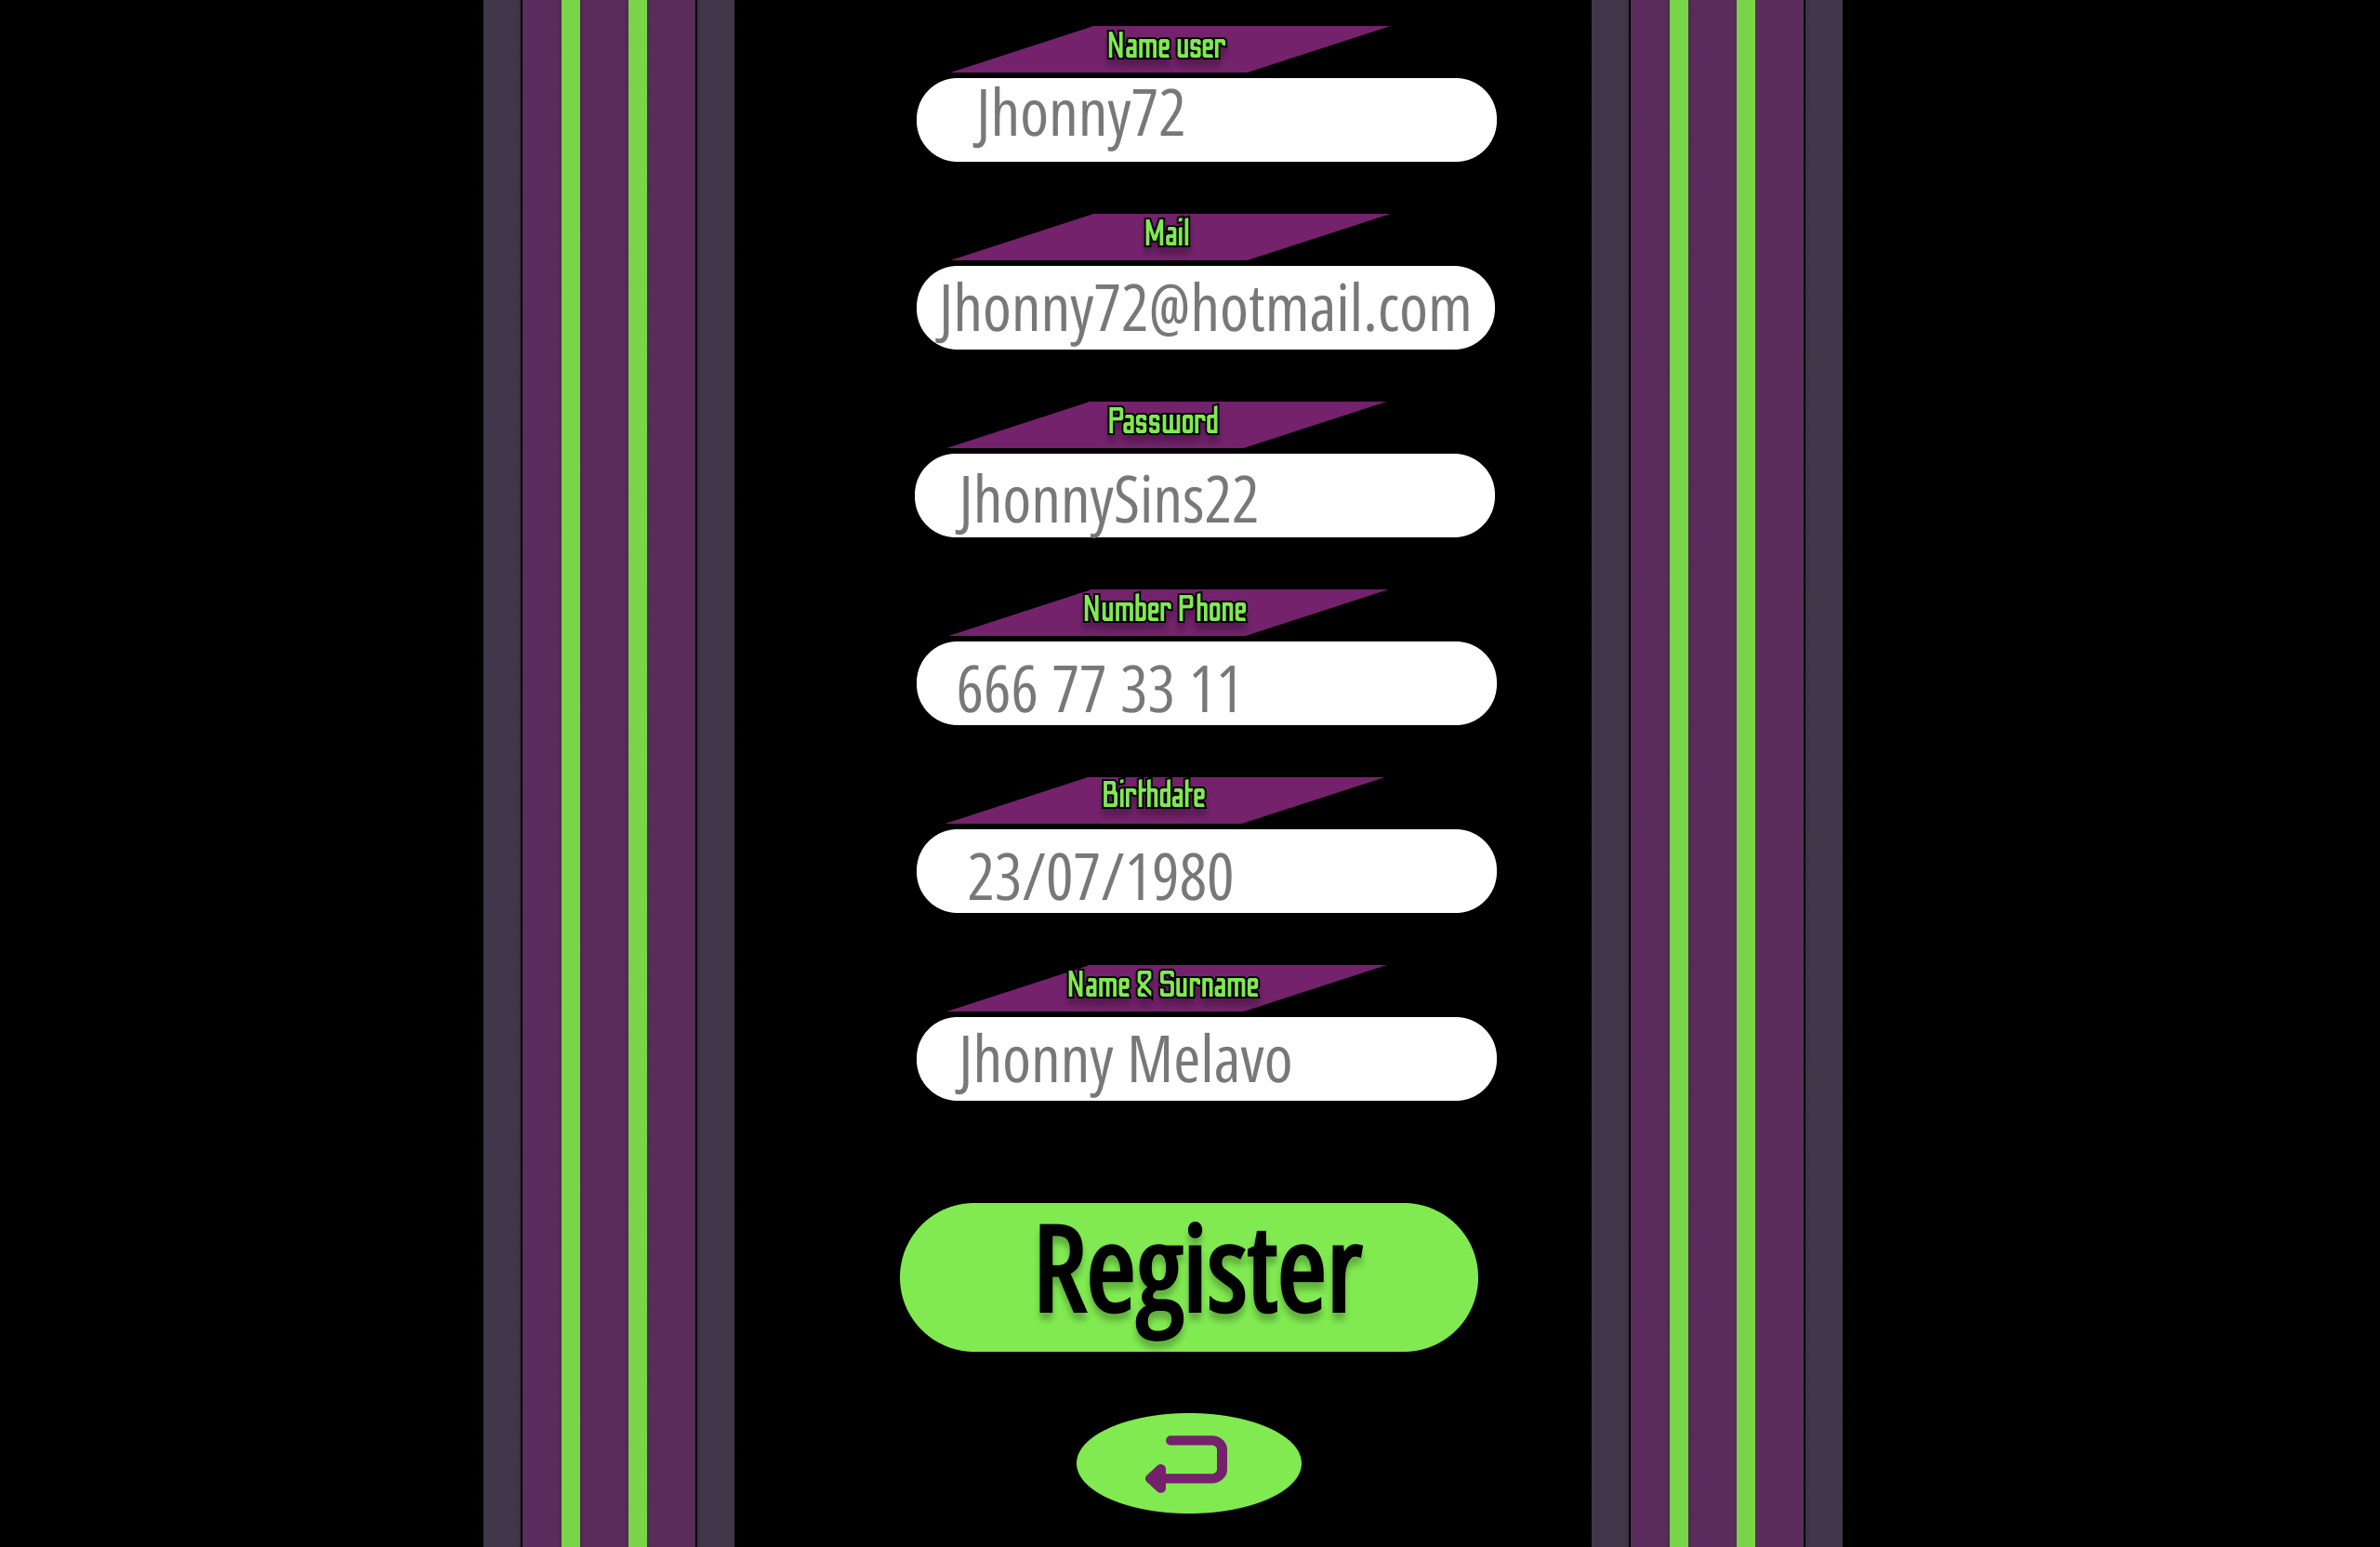 Name user
Jhonny72
Mail
Jhonny72@hotmail.com
Password
JhonnySins22
Number Phone
666 77 33 11
Birthdate
23/07/1980
Name & Surname
Jhonny Melavo
Register